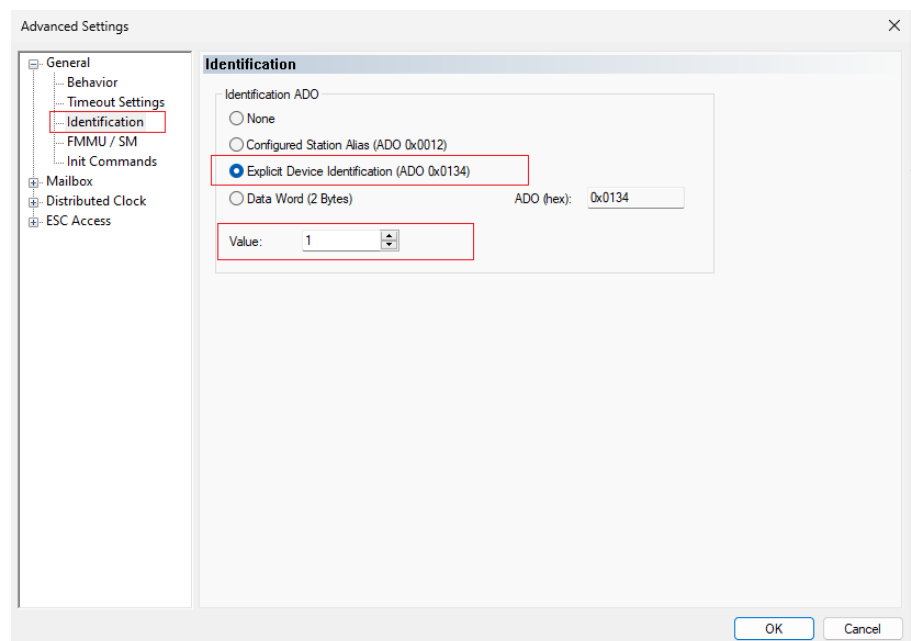 Advanced Settings
General
Behavior
Timeout Settings
Identification
FMMU / SM
Init Commands
Mailbox
Distributed Clock
ESC Access
Identification
Identification ADO
None
Configured Station Alias (ADO 0x0012)
Explicit Device Identification (ADO 0x0134)
Data Word (2 Bytes) ADO (hex): 0x0134
Value: 1
OK Cancel